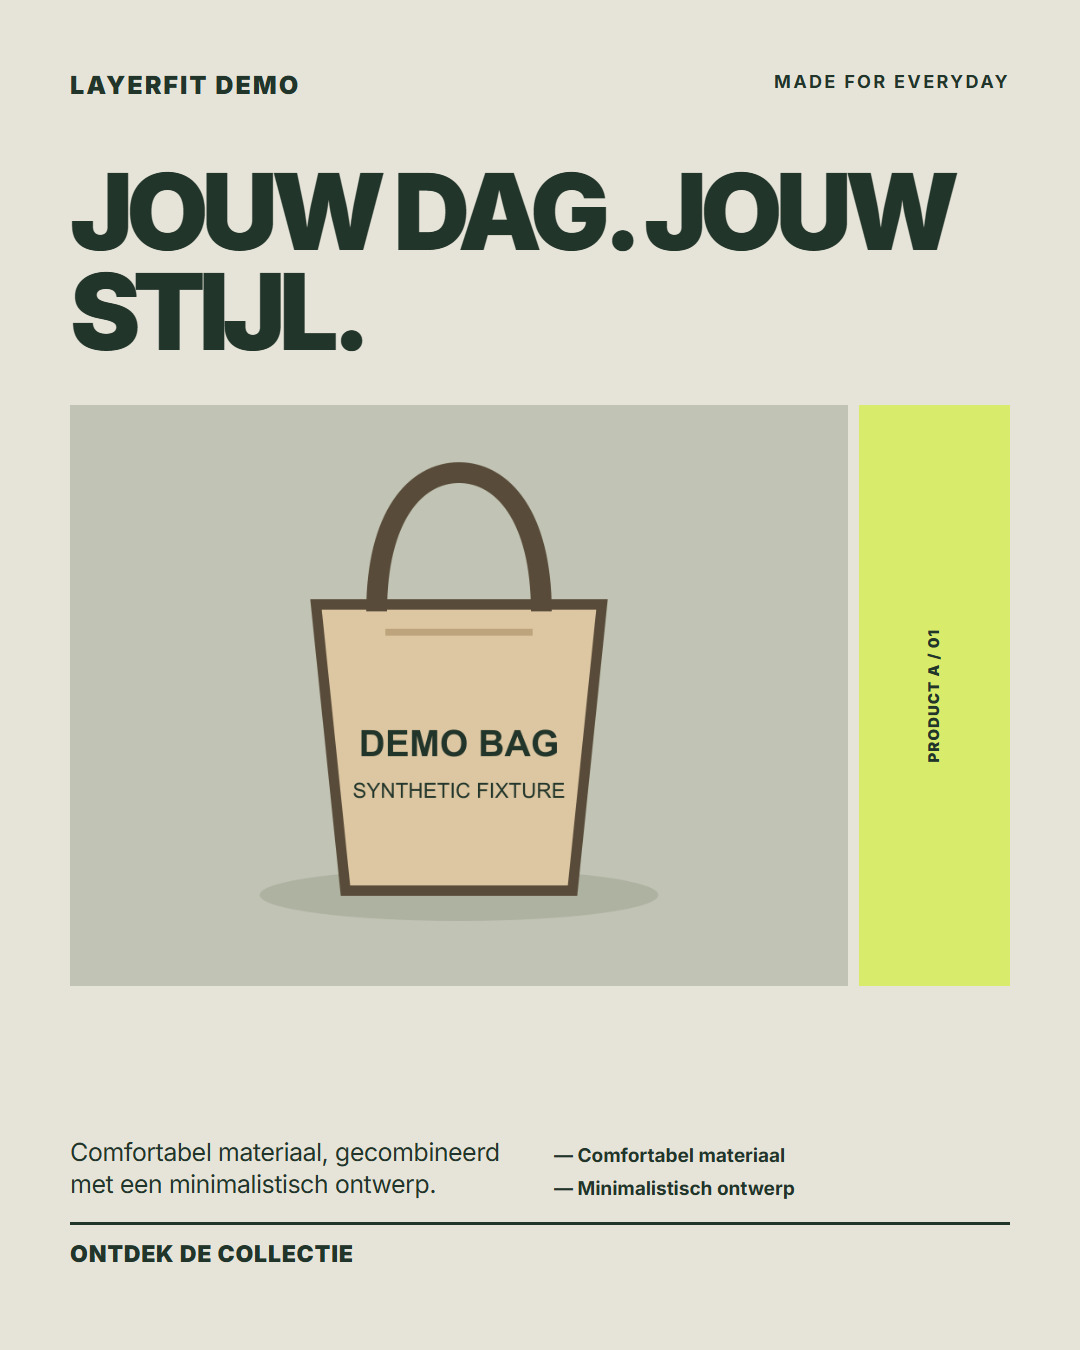 LAYERFIT DEMO
MADE FOR EVERYDAY
JOUW DAG. JOUW
STIJL.
DEMO BAG
SYNTHETIC FIXTURE
PRODUCT A / 01
Comfortabel materiaal, gecombineerd
met een minimalistisch ontwerp.
— Comfortabel materiaal
— Minimalistisch ontwerp
ONTDEK DE COLLECTIE